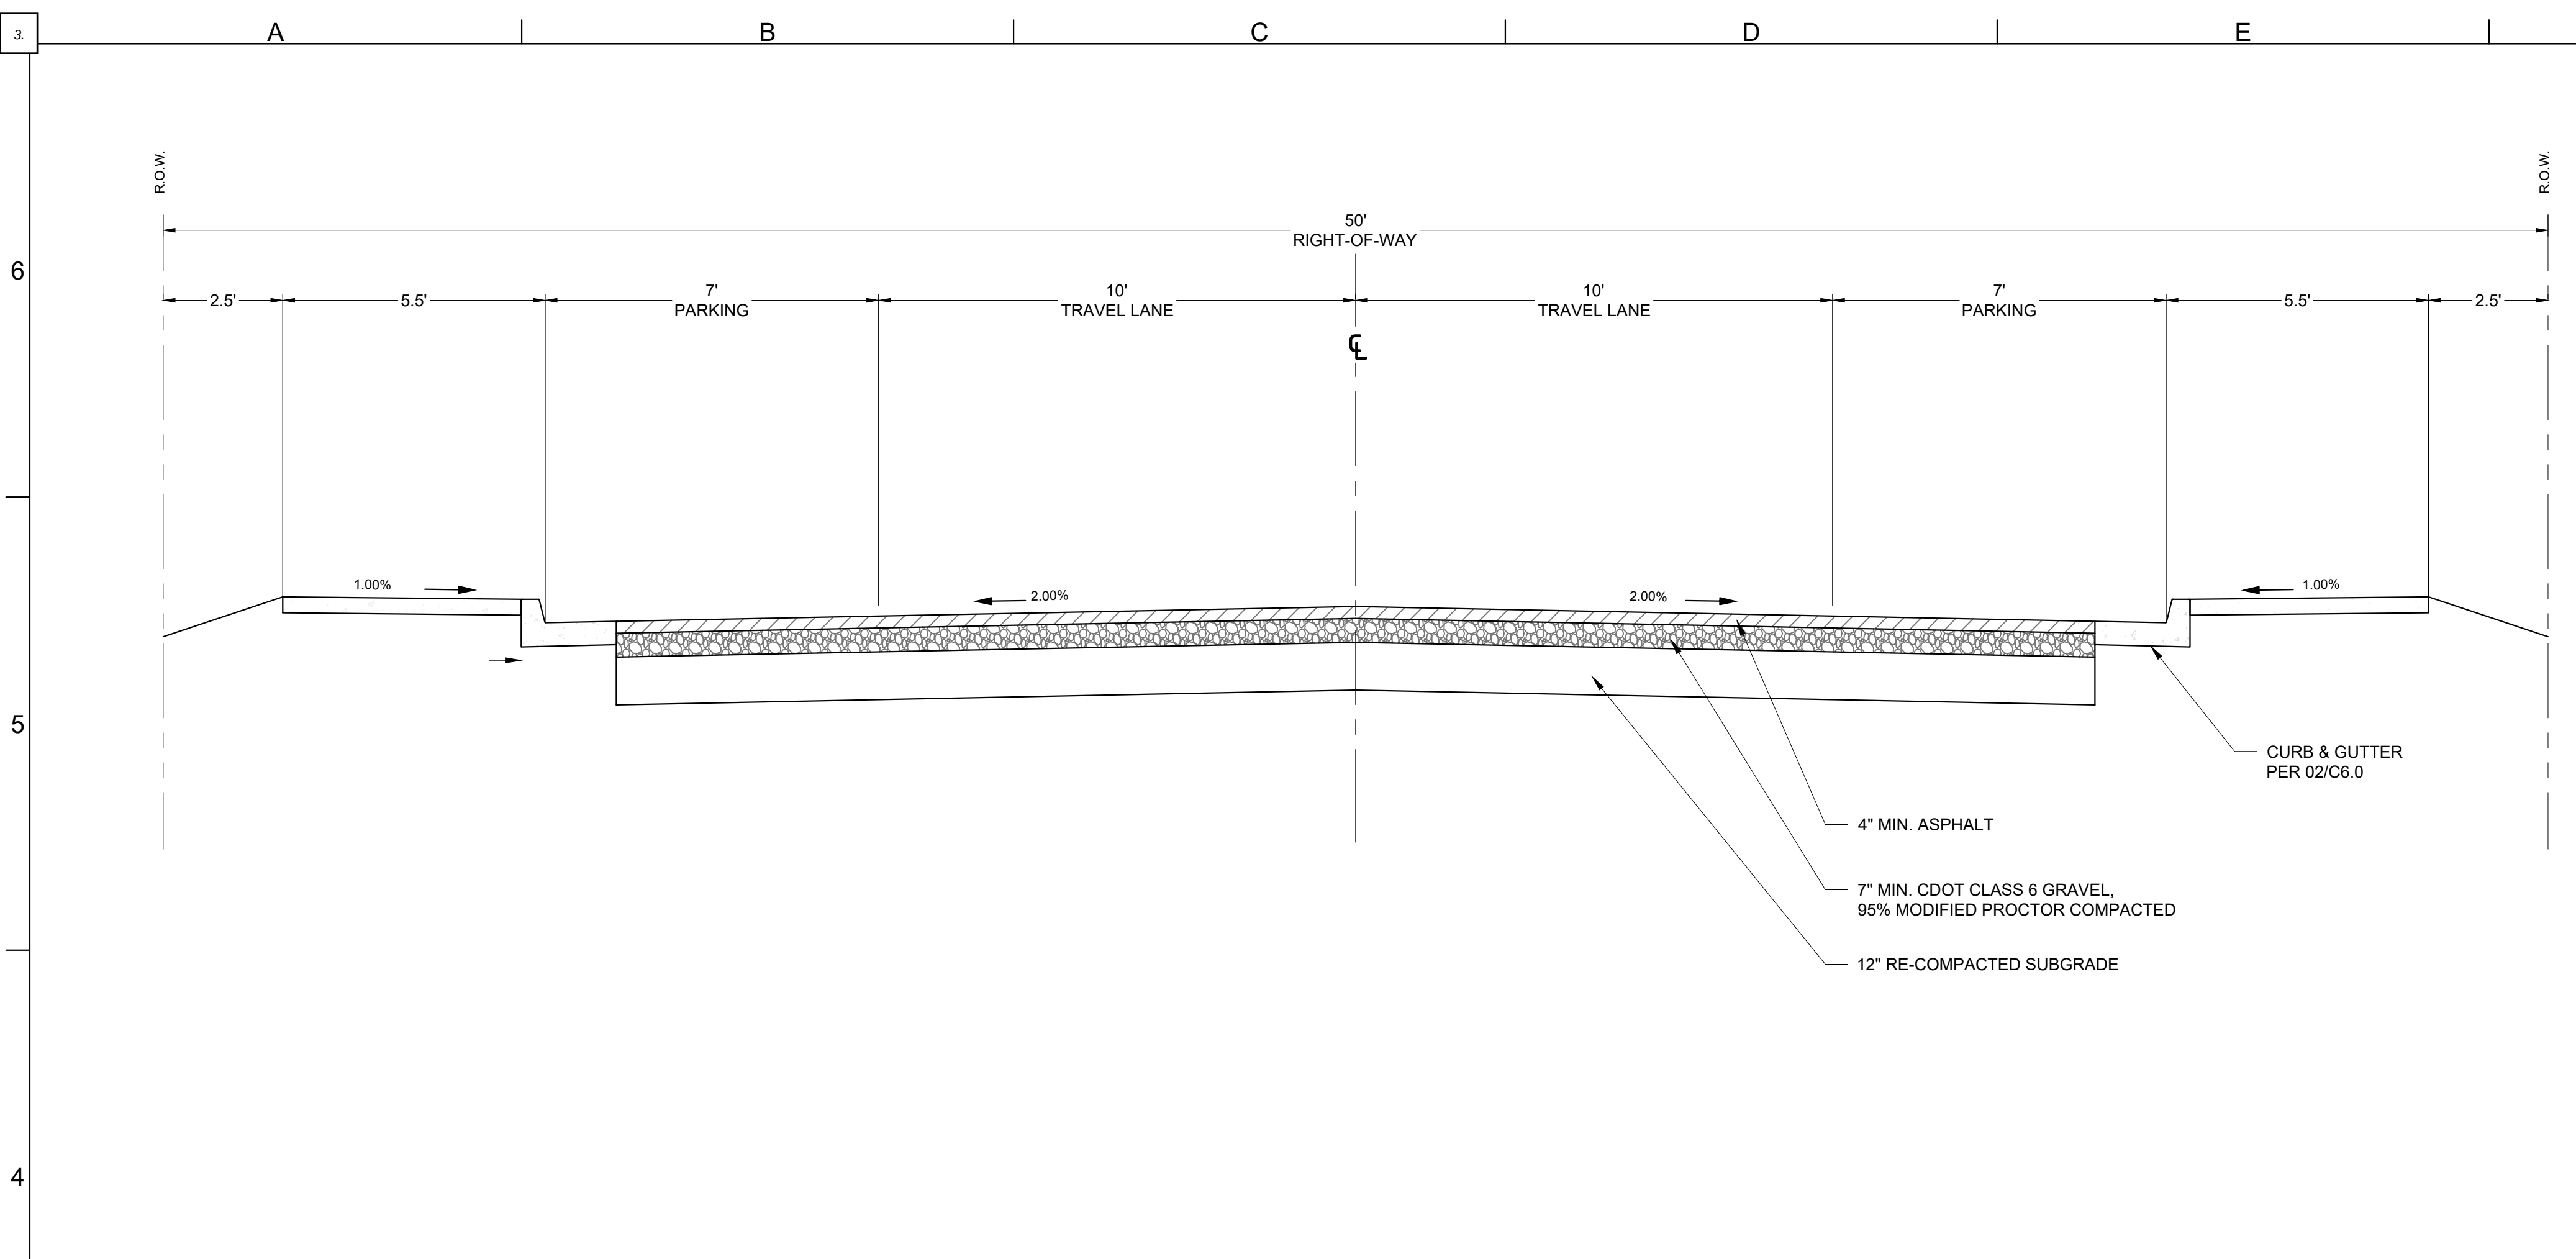 3.
A B C D E
R.O.W. R.O.W.
50'
RIGHT-OF-WAY
6
2.5' 5.5' 7' 10' 10' 7' 5.5' 2.5'
PARKING TRAVEL LANE TRAVEL LANE PARKING
℄
1.00% 2.00% 2.00% 1.00%
5
CURB & GUTTER
PER 02/C6.0
4" MIN. ASPHALT
7" MIN. CDOT CLASS 6 GRAVEL,
95% MODIFIED PROCTOR COMPACTED
12" RE-COMPACTED SUBGRADE
4